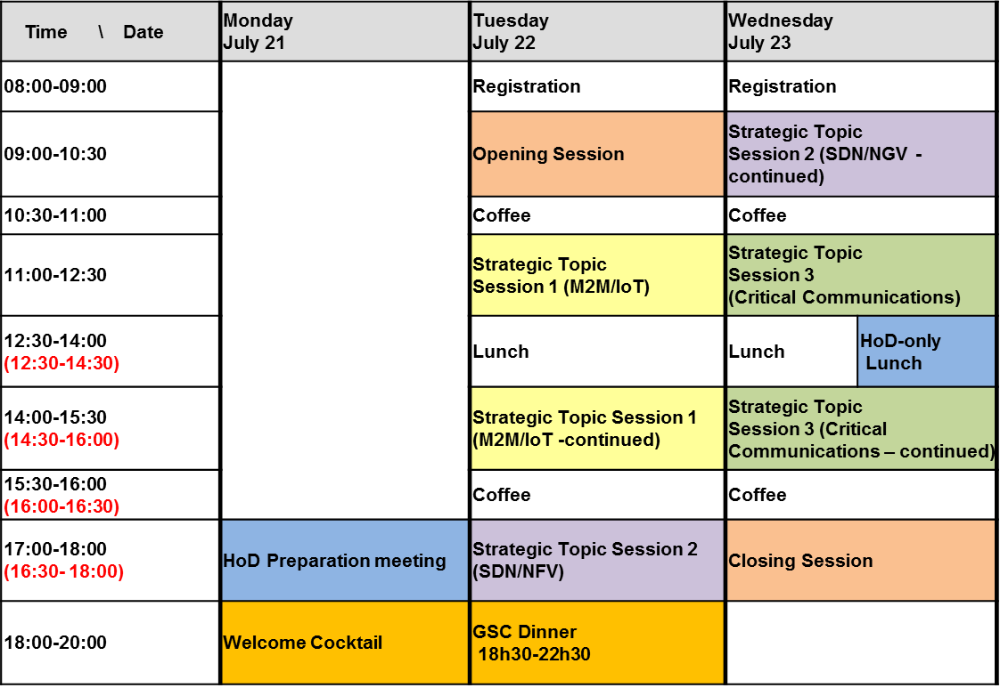 Time \ Date
Monday
July 21
Tuesday
July 22
Wednesday
July 23
08:00-09:00
Registration
Registration
09:00-10:30
Opening Session
Strategic Topic
Session 2 (SDN/NGV -
continued)
10:30-11:00
Coffee
Coffee
11:00-12:30
Strategic Topic
Session 1 (M2M/IoT)
Strategic Topic
Session 3
(Critical Communications)
12:30-14:00
(12:30-14:30)
Lunch
Lunch
HoD-only
Lunch
14:00-15:30
(14:30-16:00)
Strategic Topic Session 1
(M2M/IoT -continued)
Strategic Topic
Session 3 (Critical
Communications – continued)
15:30-16:00
(16:00-16:30)
Coffee
Coffee
17:00-18:00
(16:30- 18:00)
HoD Preparation meeting
Strategic Topic Session 2
(SDN/NFV)
Closing Session
18:00-20:00
Welcome Cocktail
GSC Dinner
18h30-22h30